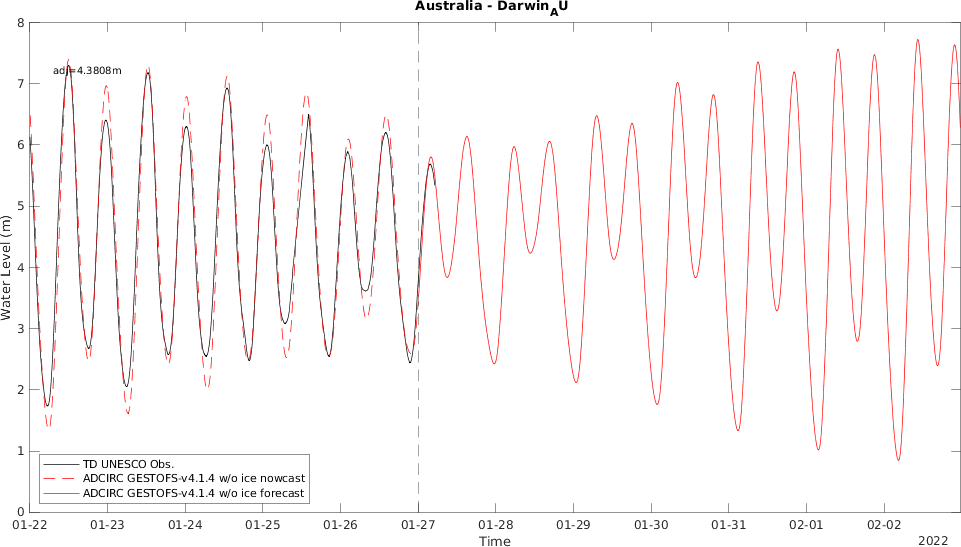 Australia - Darwin_AU
8
7
6
5
4
3
2
1
0
Water Level (m)
adj=4.3808m
TD UNESCO Obs.
ADCIRC GESTOFS-v4.1.4 w/o ice nowcast
ADCIRC GESTOFS-v4.1.4 w/o ice forecast
01-22 01-23 01-24 01-25 01-26 01-27 01-28 01-29 01-30 01-31 02-01 02-02
Time
2022